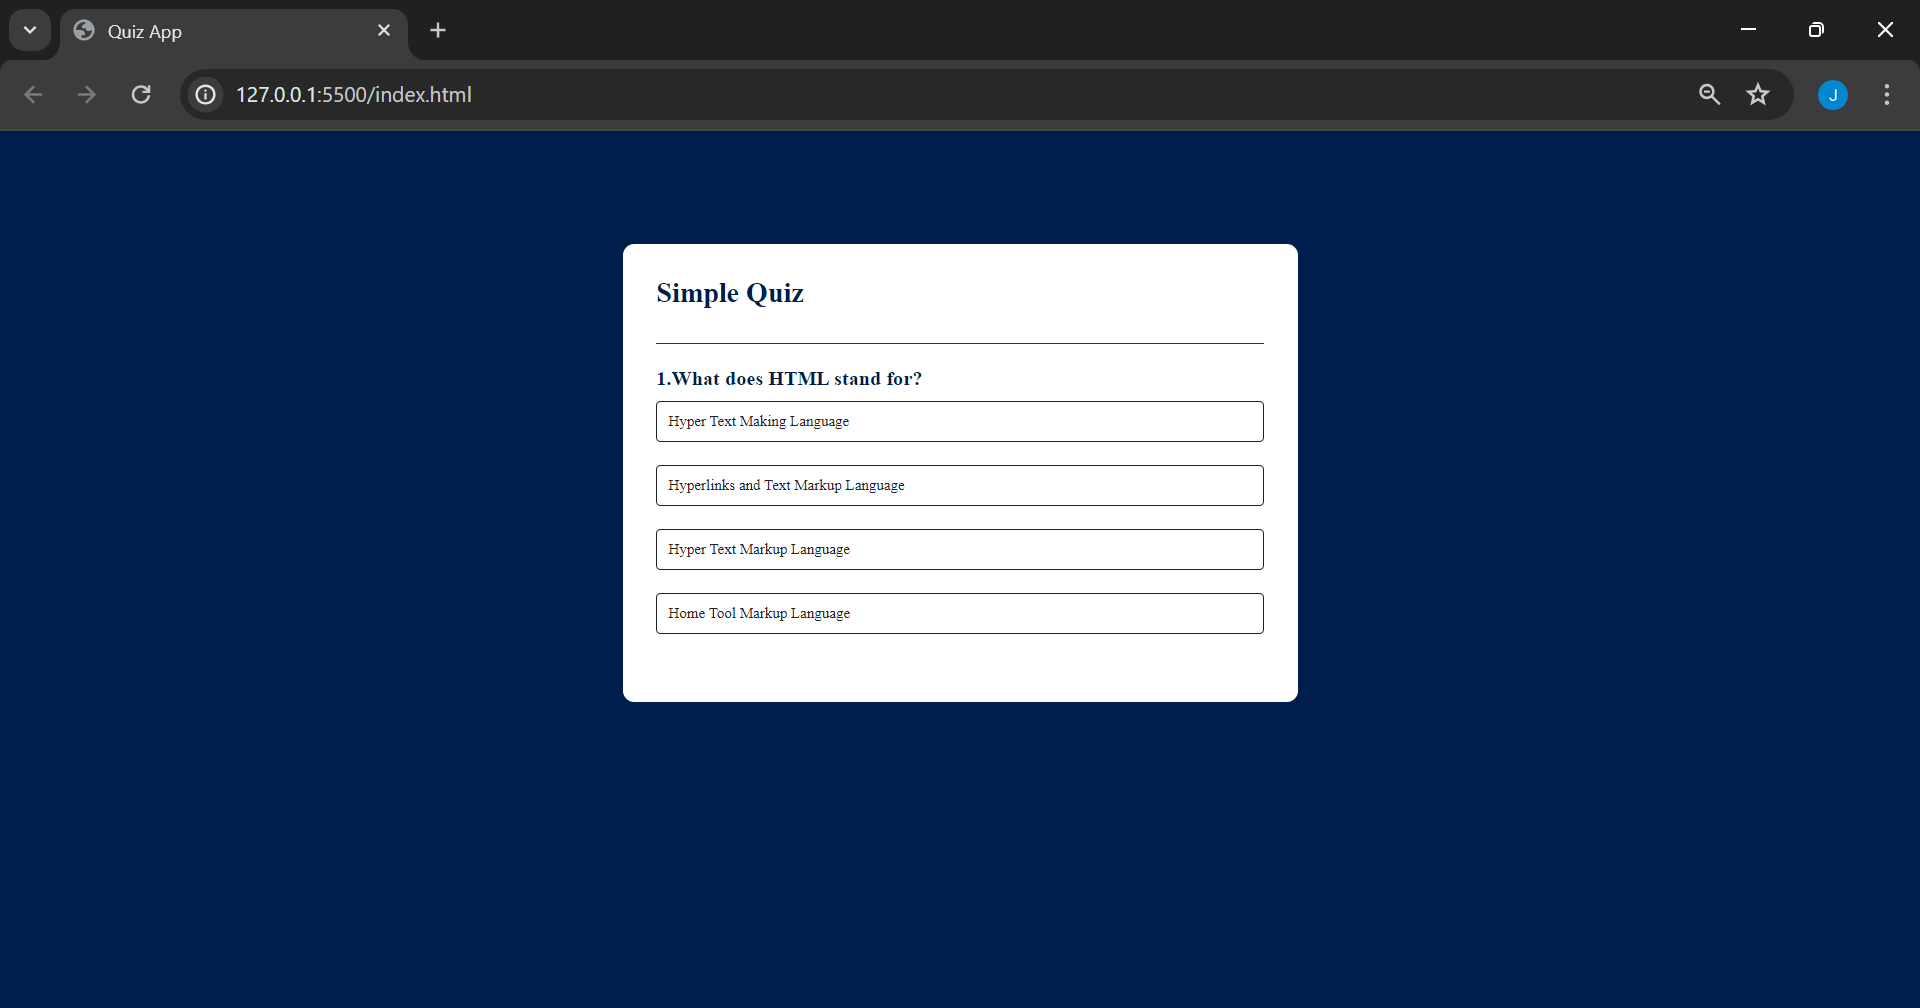 Quiz App
127.0.0.1:5500/index.html
J
Simple Quiz
1.What does HTML stand for?
Hyper Text Making Language
Hyperlinks and Text Markup Language
Hyper Text Markup Language
Home Tool Markup Language